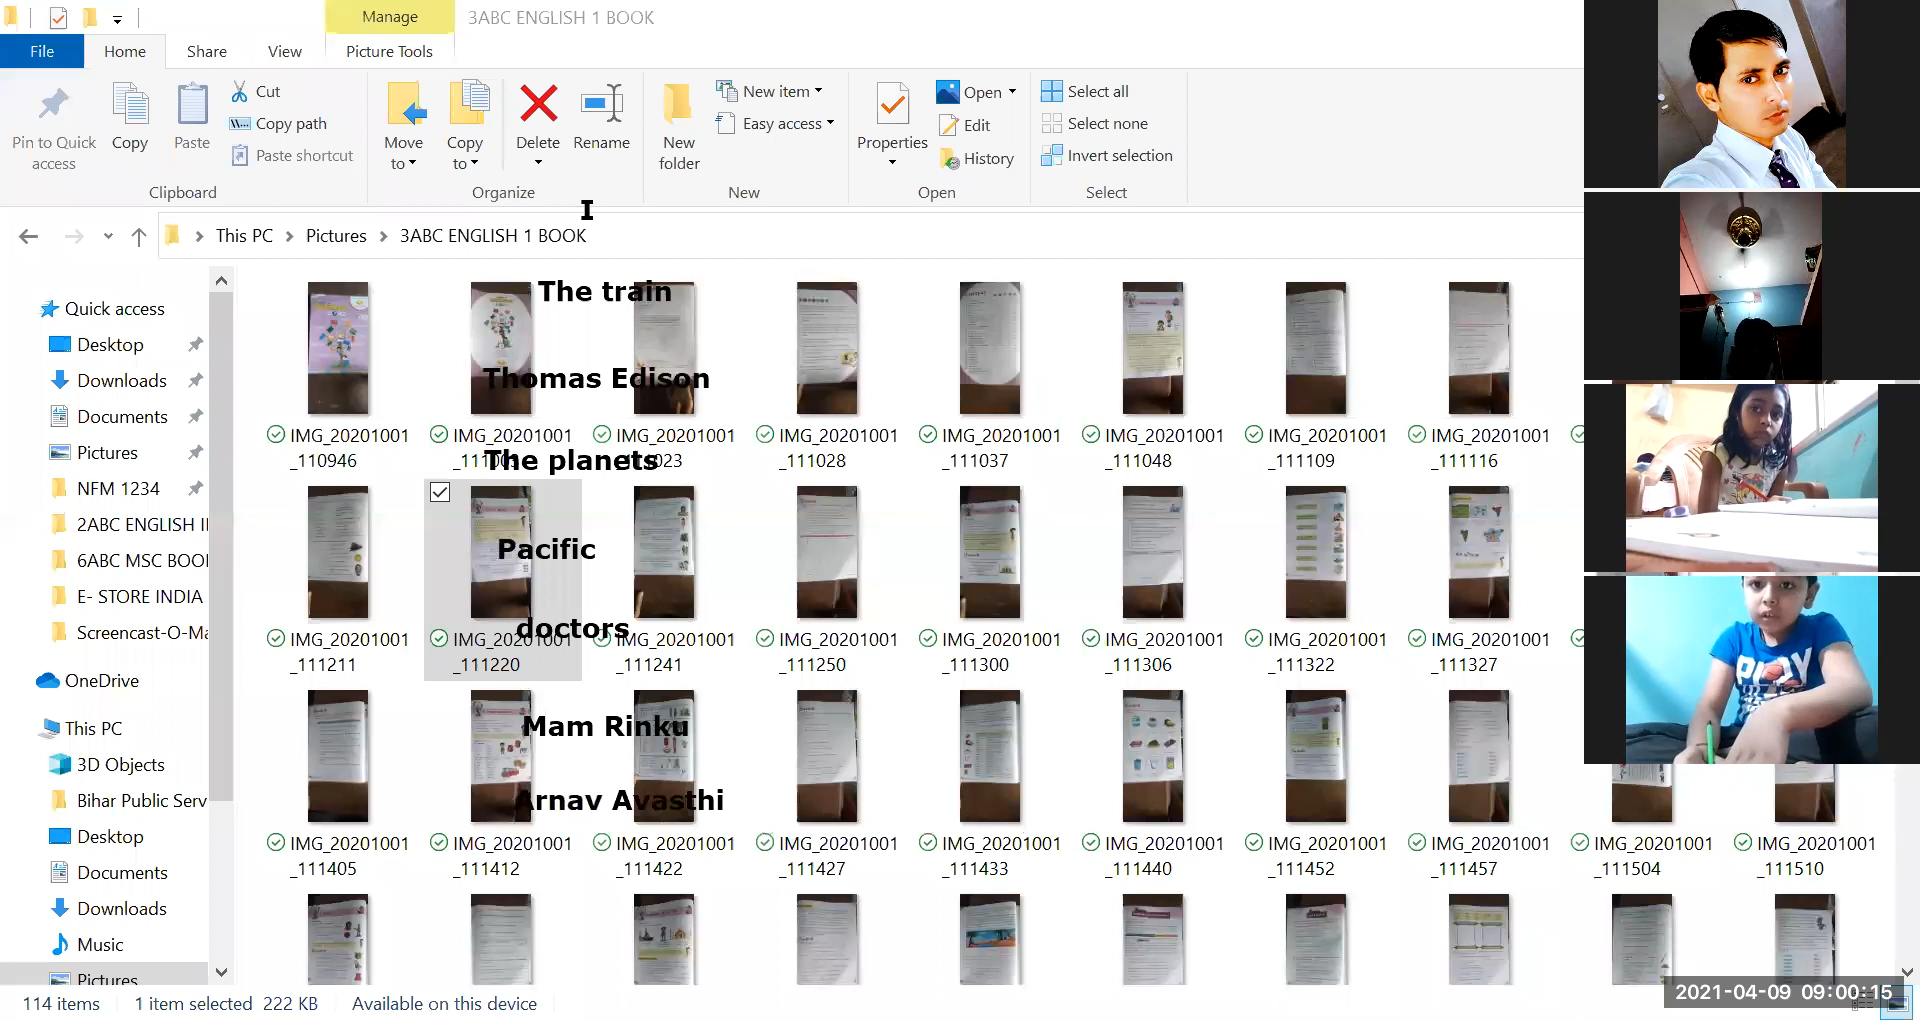 Manage
3ABC ENGLISH 1 BOOK
File
Home
Share
View
Picture Tools
Pin to Quick access
Copy
Paste
Cut
Copy path
Paste shortcut
Clipboard
Move to
Copy to
Delete
Rename
Organize
New folder
New item
Easy access
New
Properties
Open
Edit
History
Open
Select all
Select none
Invert selection
Select
This PC
Pictures
3ABC ENGLISH 1 BOOK
Quick access
Desktop
Downloads
Documents
Pictures
NFM 1234
2ABC ENGLISH II
6ABC MSC BOO
E- STORE INDIA
Screencast-O-Ma
OneDrive
This PC
3D Objects
Bihar Public Serv
Desktop
Documents
Downloads
Music
Pictures
The train
Thomas Edison
The planets
Pacific
doctors
Mam Rinku
Arnav Avasthi
IMG_20201001_110946
IMG_20201001
IMG_20201001
IMG_20201001_111028
IMG_20201001_111037
IMG_20201001_111048
IMG_20201001_111109
IMG_20201001_111116
IMG_20201001_111211
IMG_20201001_111220
IMG_20201001_111241
IMG_20201001_111250
IMG_20201001_111300
IMG_20201001_111306
IMG_20201001_111322
IMG_20201001_111327
IMG_20201001_111405
IMG_20201001_111412
IMG_20201001_111422
IMG_20201001_111427
IMG_20201001_111433
IMG_20201001_111440
IMG_20201001_111452
IMG_20201001_111457
IMG_20201001_111504
IMG_20201001_111510
PLAY
114 items
1 item selected 222 KB
Available on this device
2021-04-09 09:00:15